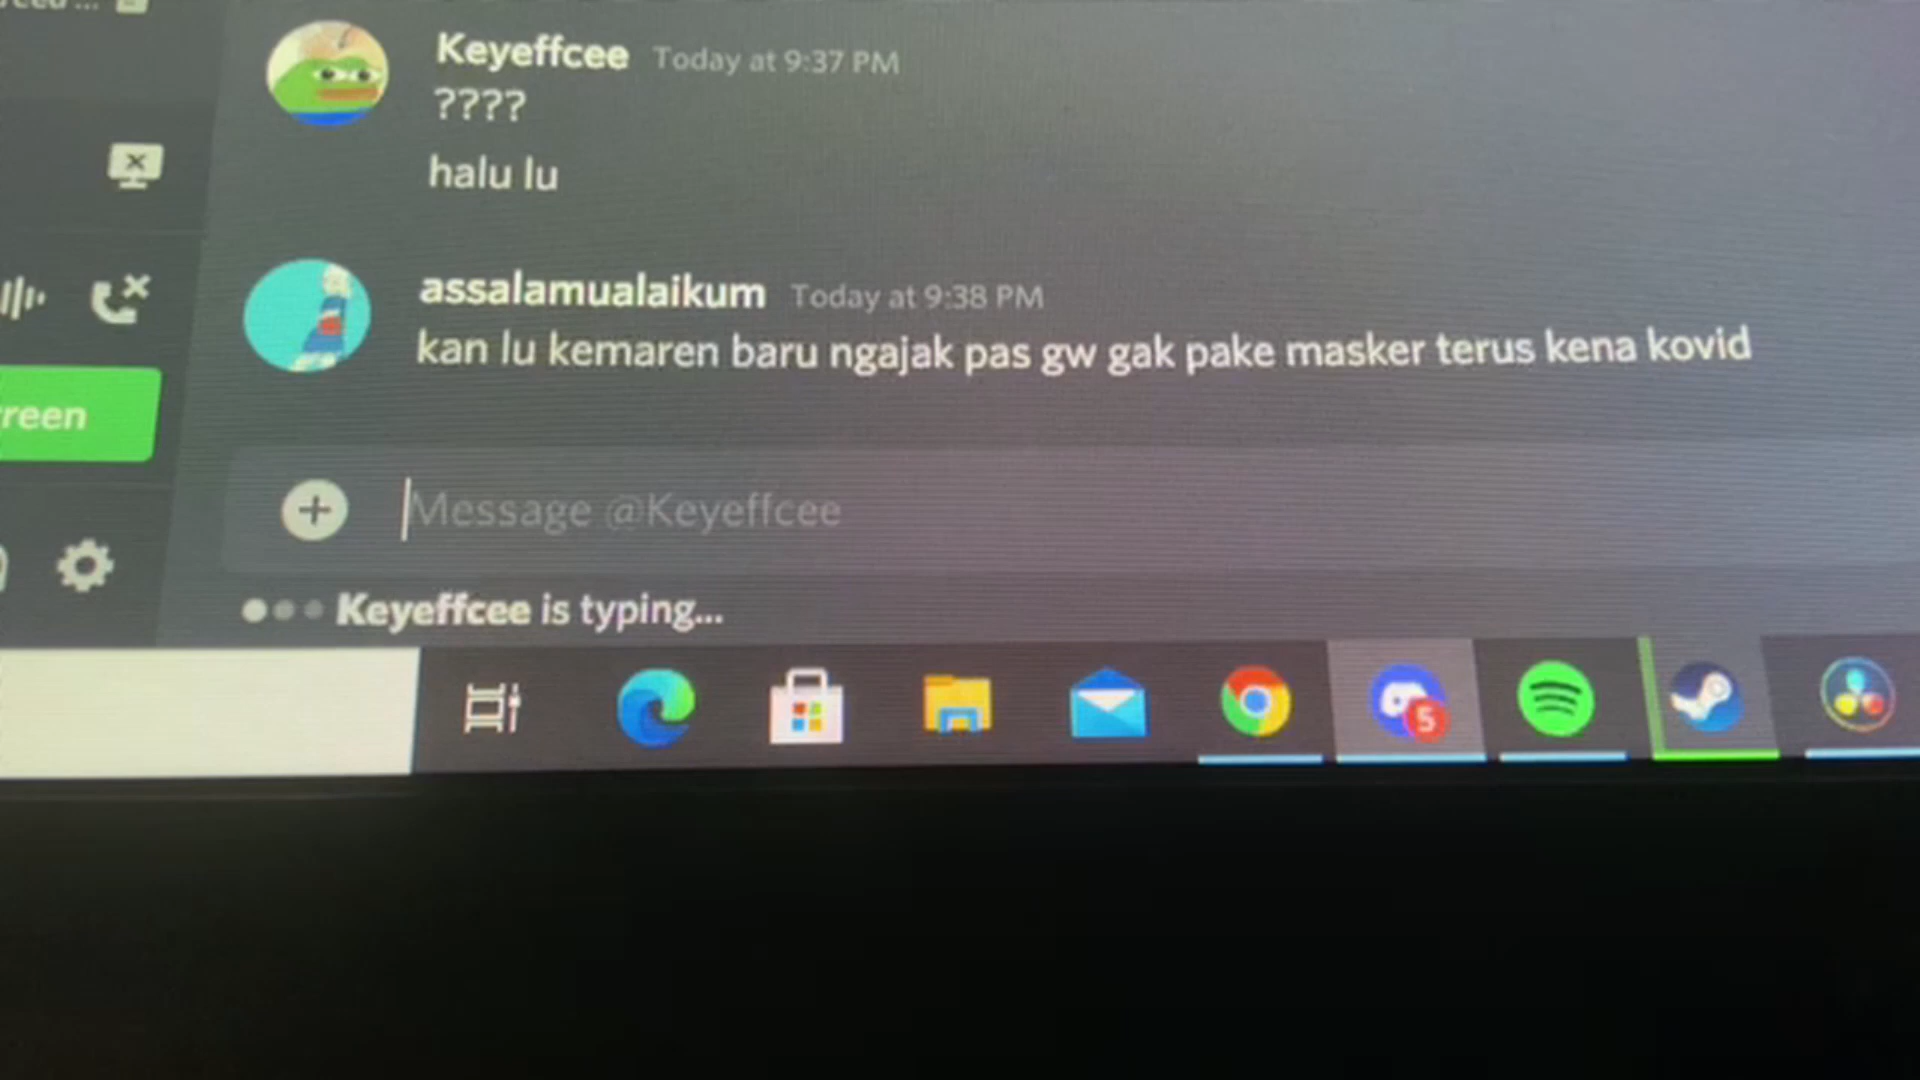 Keyeffcee Today at 9:37 PM
????
halu lu
assalamualaikum Today at 9:38 PM
kan lu kemaren baru ngajak pas gw gak pake masker terus kena kovid
reen
Message @Keyeffcee
Keyeffcee is typing...
5